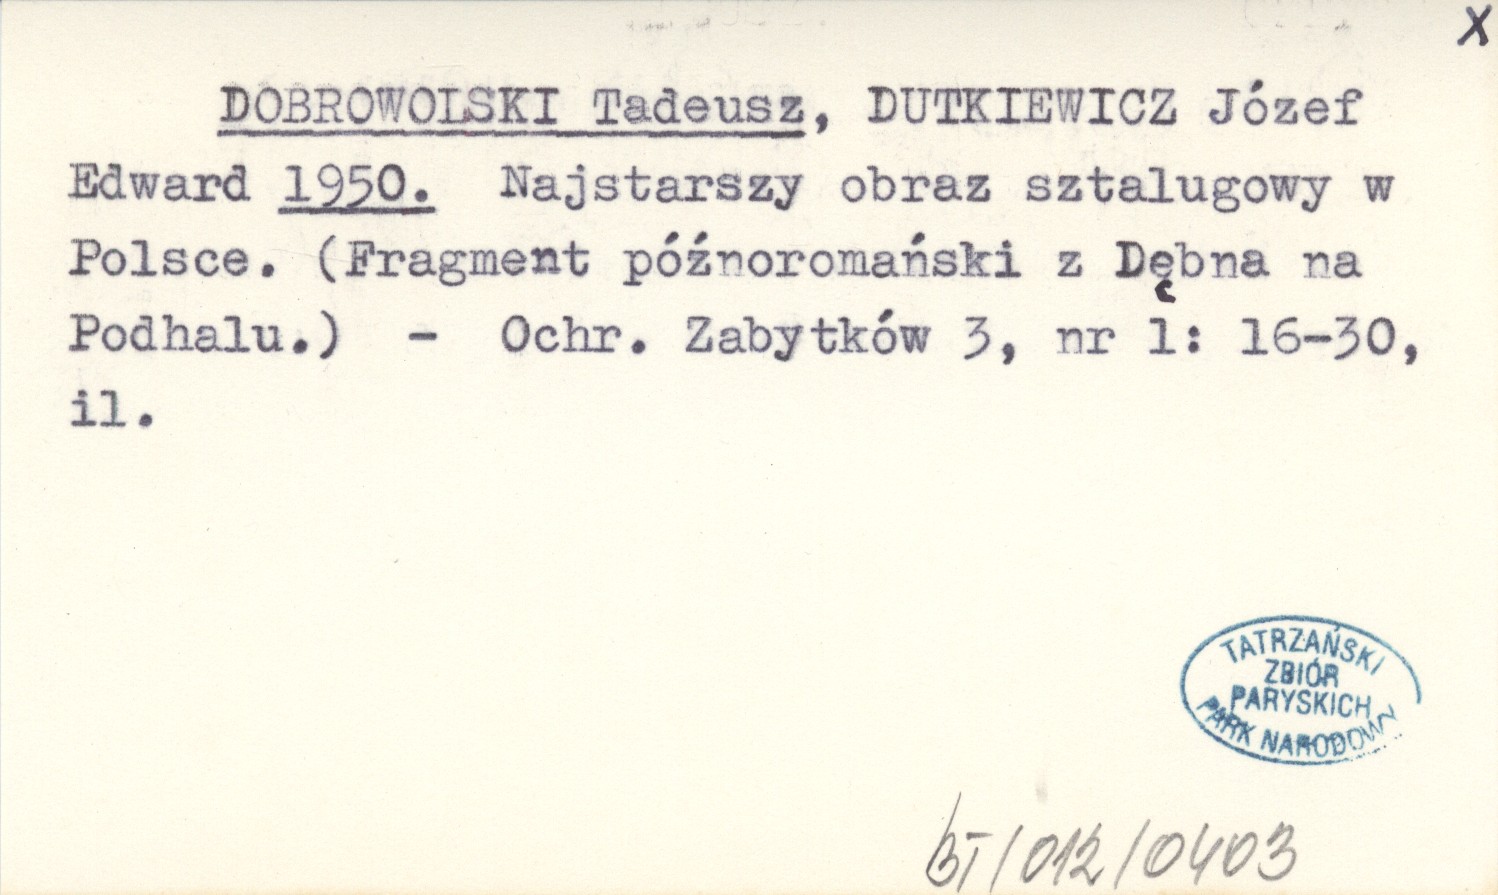 X
DOBROWOLSKI Tadeusz, DUTKIEWICZ Józef
Edward 1950. Najstarszy obraz sztalugowy w
Polsce. (Fragment późnoromański z Dębna na
Podhalu.) - Ochr. Zabytków 3, nr 1: 16-30,
il.
TATRZAŃSKI
ZBIÓR
PARYSKICH
PARK NARODOWY
BT/012/0403